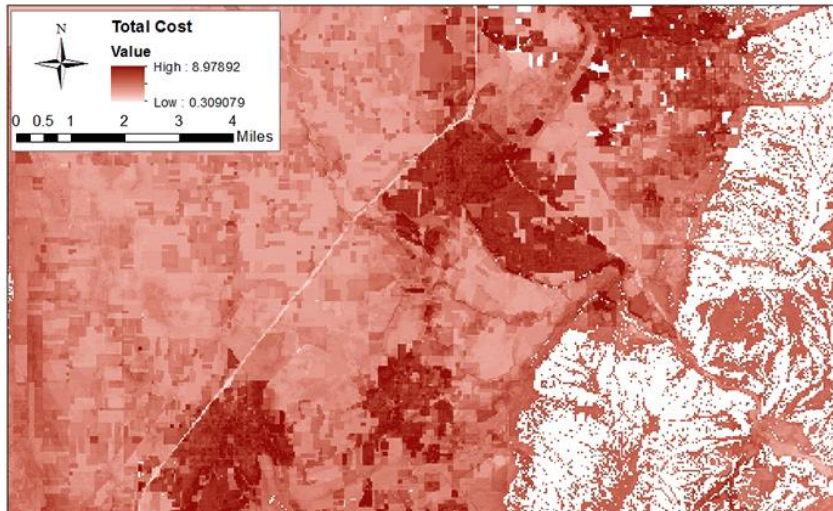 N
Total Cost
Value
High : 8.97892
Low : 0.309079
0 0.5 1 2 3 4
Miles